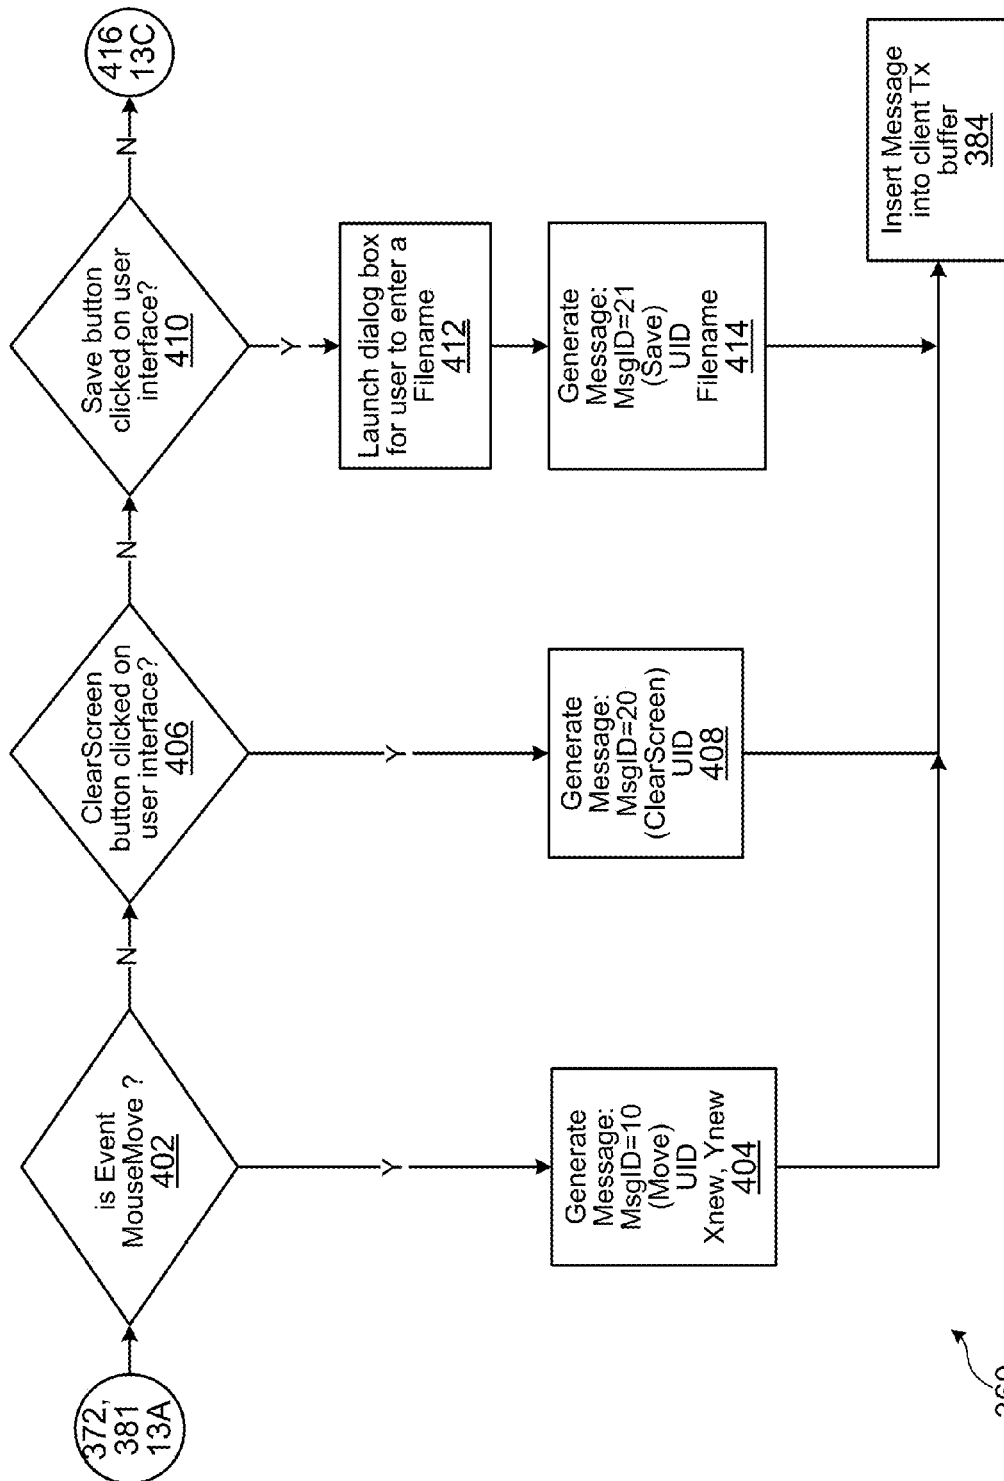 372,
381
13A
is Event
MouseMove ?
402
N
ClearScreen
button clicked on
user interface?
406
N
Save button
clicked on user
interface?
410
N
416
13C
Y
Y
Y
Launch dialog box
for user to enter a
Filename
412
Generate
Message:
MsgID=10
(Move)
UID
Xnew, Ynew
404
Generate
Message:
MsgID=20
(ClearScreen)
UID
408
Generate
Message:
MsgID=21
(Save)
UID
Filename
414
Insert Message
into client Tx
buffer
384
360